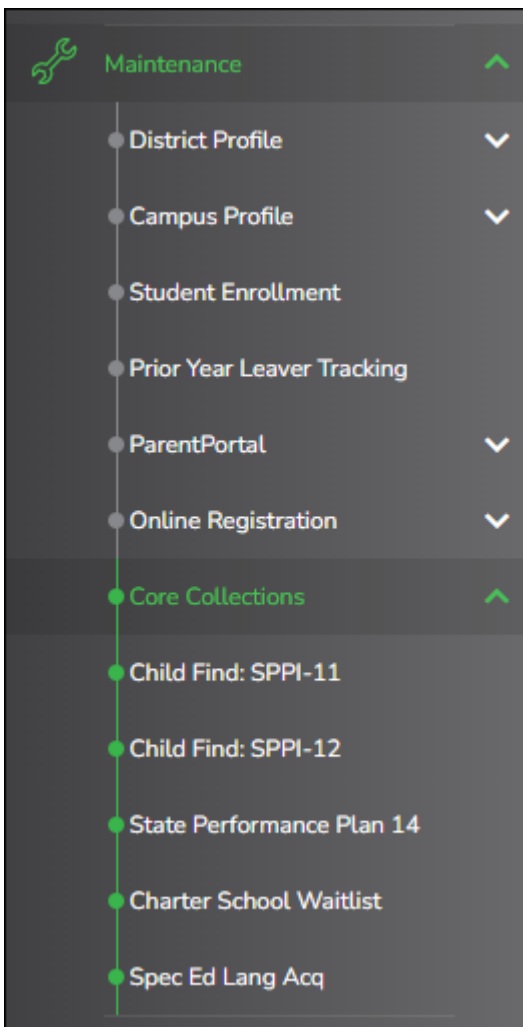 Maintenance
District Profile
Campus Profile
Student Enrollment
Prior Year Leaver Tracking
ParentPortal
Online Registration
Core Collections
Child Find: SPPI-11
Child Find: SPPI-12
State Performance Plan 14
Charter School Waitlist
Spec Ed Lang Acq